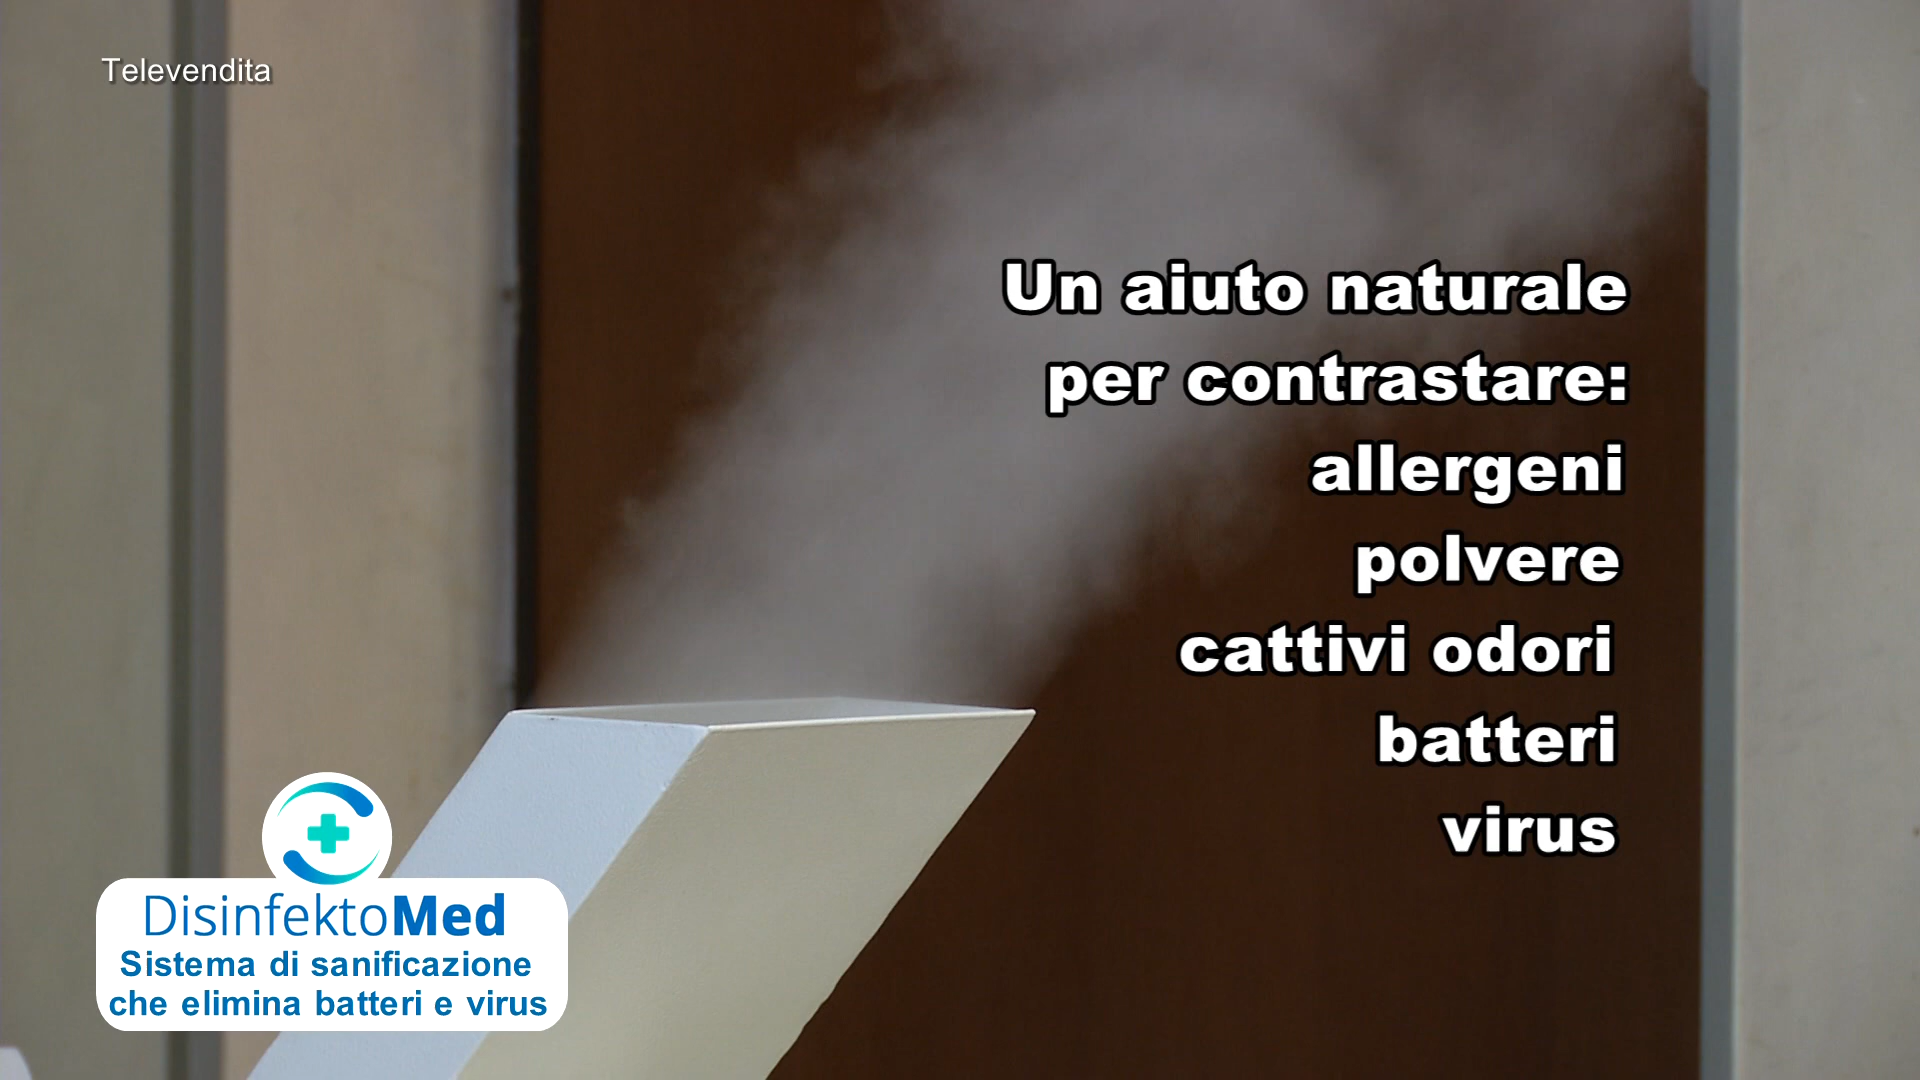 Televendita
Un aiuto naturale
per contrastare:
allergeni
polvere
cattivi odori
batteri
virus
DisinfektoMed
Sistema di sanificazione
che elimina batteri e virus